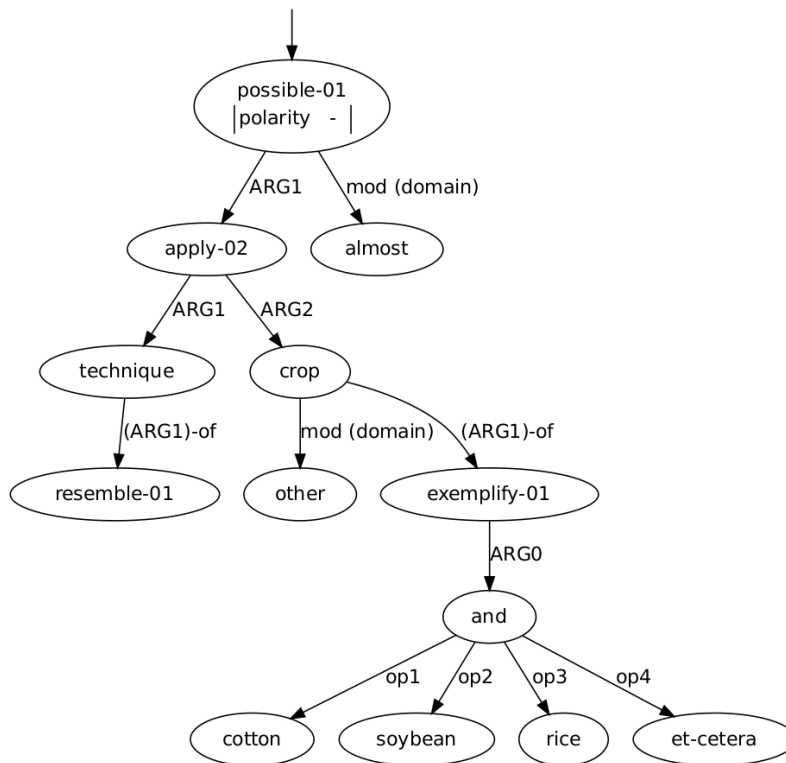 possible-01
polarity -
ARG1
mod (domain)
apply-02
almost
ARG1
ARG2
technique
crop
(ARG1)-of
mod (domain)
(ARG1)-of
resemble-01
other
exemplify-01
ARG0
and
op1
op2
op3
op4
cotton
soybean
rice
et-cetera